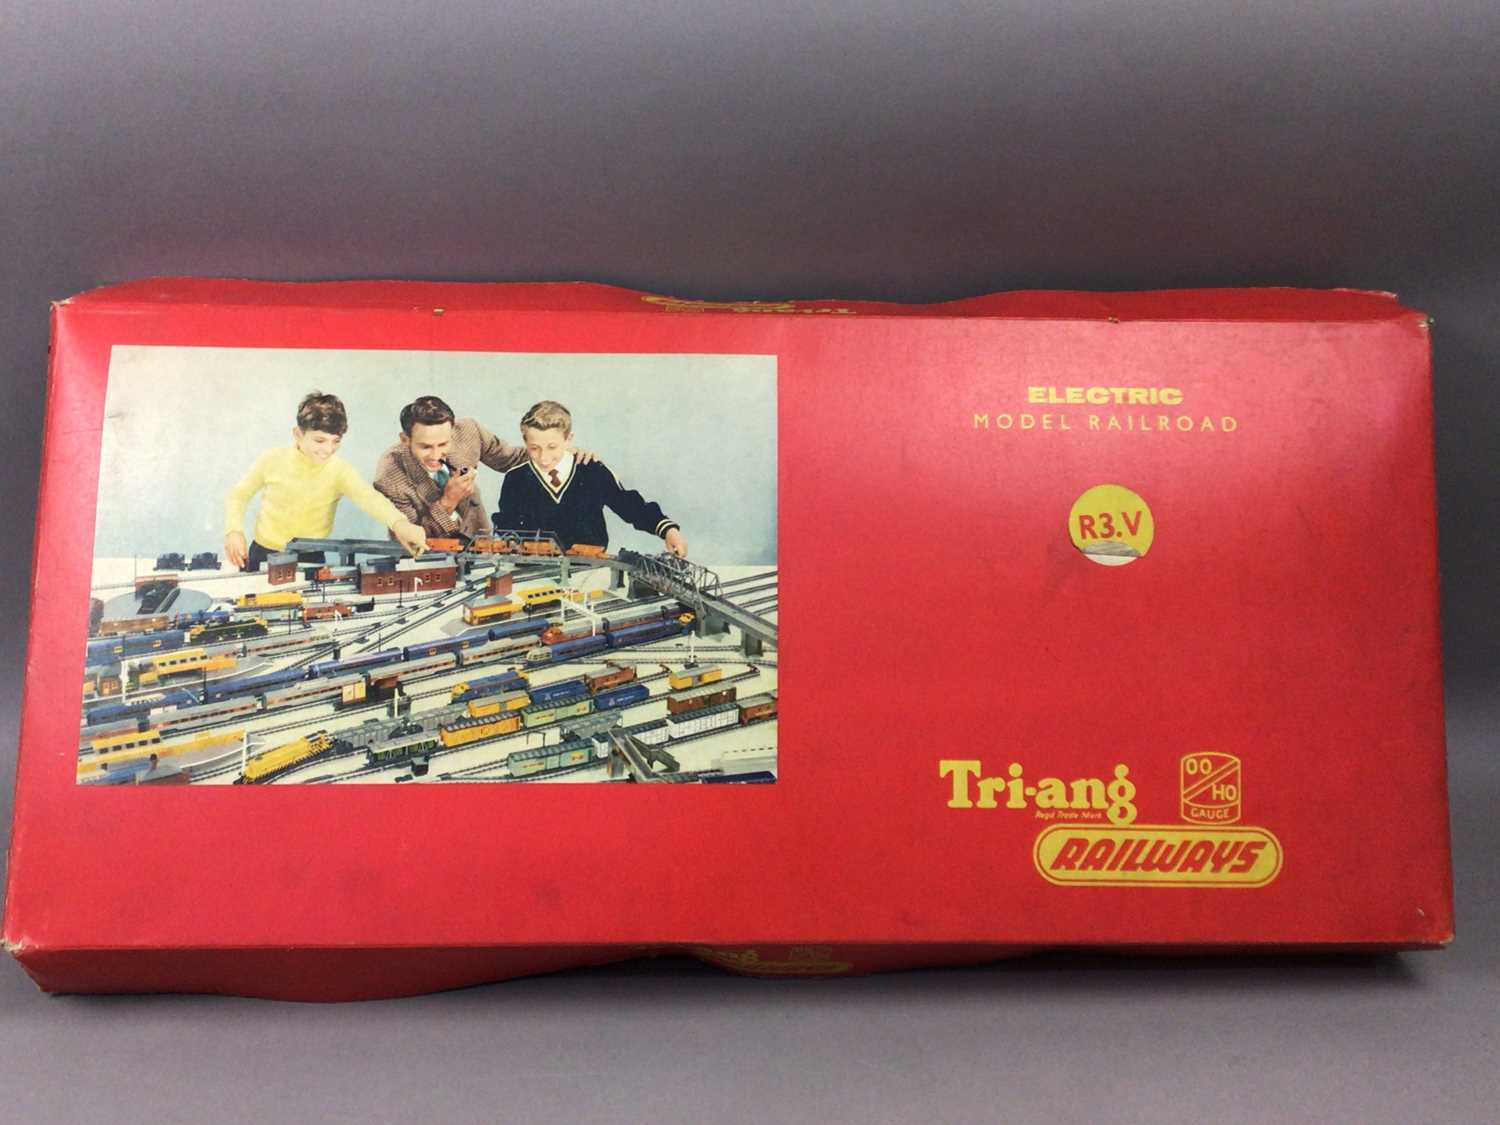 ELECTRIC
MODEL RAILROAD
R3.V
Tri-ang
Regd Trade Mark
OO/HO
GAUGE
RAILWAYS